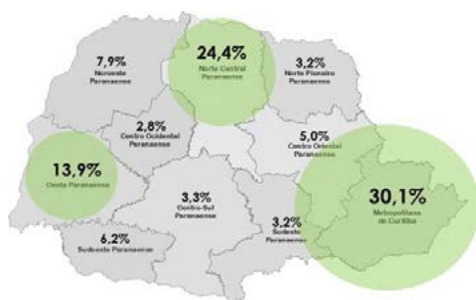 7,9%
Noroeste
Paranaense
24,4%
Norte Central
Paranaense
3,2%
Norte Pioneiro
Paranaense
2,8%
Centro Ocidental
Paranaense
5,0%
Centro Oriental
Paranaense
13,9%
Oeste Paranaense
3,3%
Centro-Sul
Paranaense
30,1%
Metropolitana
de Curitiba
3,2%
Sudeste
Paranaense
6,2%
Sudoeste Paranaense